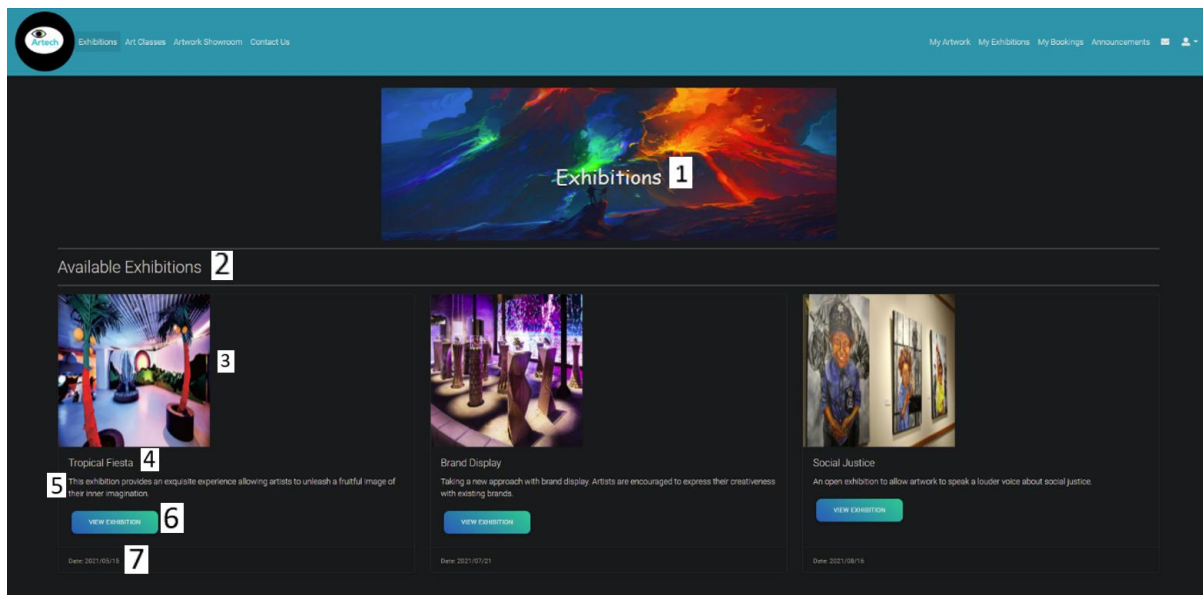 Artech
Exhibitions Art Classes Artwork Showroom Contact Us
My Artwork My Exhibitions My Bookings Announcements
Exhibitions 1
Available Exhibitions 2
3
Tropical Fiesta 4
5 This exhibition provides an exquisite experience allowing artists to unleash a fruitful image of
their inner imagination.
VIEW EXHIBITION 6
Date: 2021/05/15 7
Brand Display
Taking a new approach with brand display. Artists are encouraged to express their creativeness
with existing brands.
VIEW EXHIBITION
Date: 2021/07/21
Social Justice
An open exhibition to allow artwork to speak a louder voice about social justice.
VIEW EXHIBITION
Date: 2021/08/16